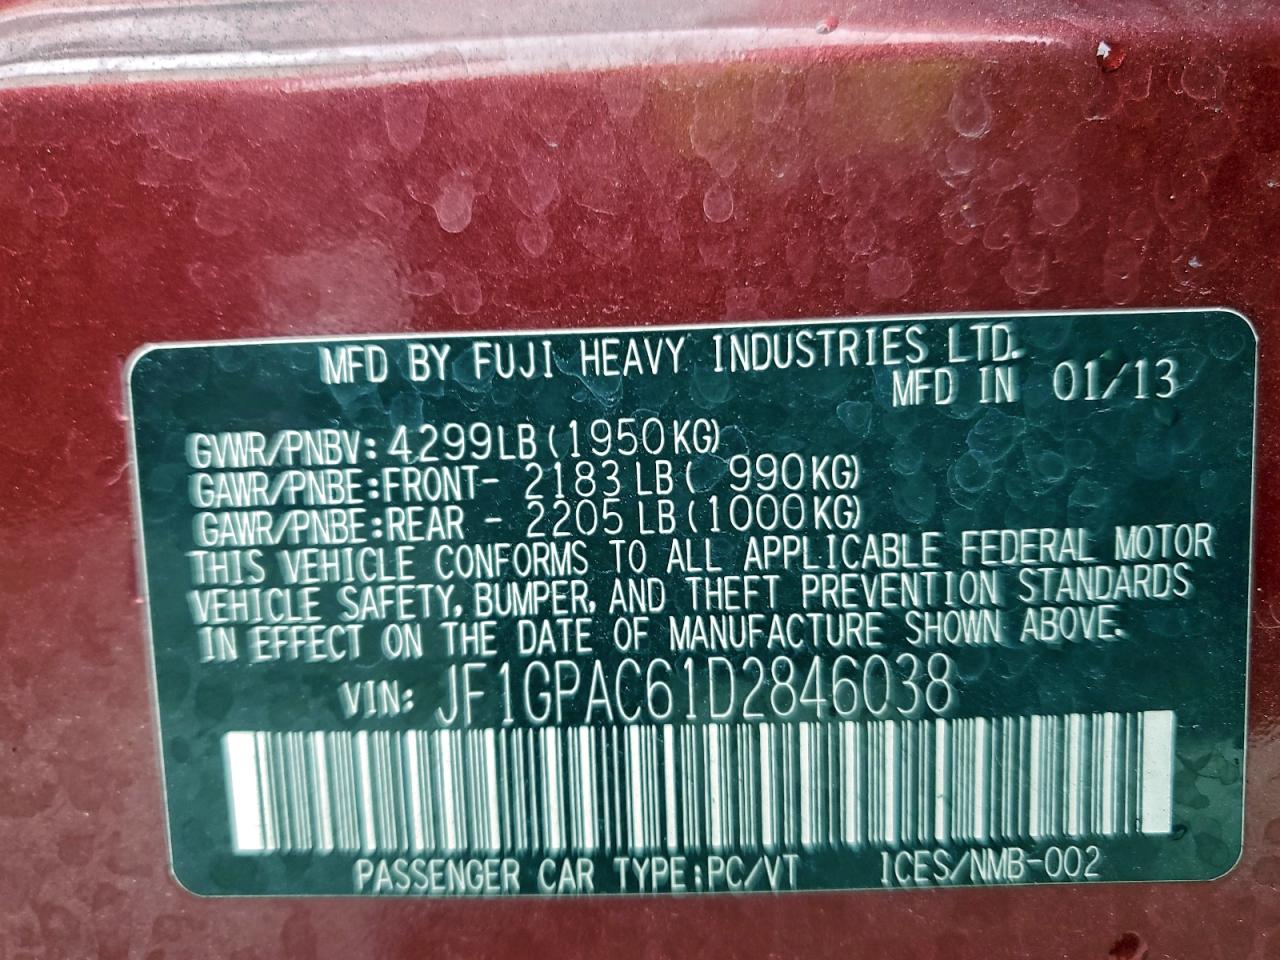 MFD BY FUJI HEAVY INDUSTRIES LTD.
MFD IN 01/13
GVWR/PNBV: 4299LB(1950KG)
GAWR/PNBE:FRONT- 2183 LB( 990KG)
GAWR/PNBE:REAR - 2205 LB(1000KG)
THIS VEHICLE CONFORMS TO ALL APPLICABLE FEDERAL MOTOR
VEHICLE SAFETY, BUMPER, AND THEFT PREVENTION STANDARDS
IN EFFECT ON THE DATE OF MANUFACTURE SHOWN ABOVE.
VIN: JF1GPAC61D2846038
PASSENGER CAR TYPE:PC/VT ICES/NMB-002